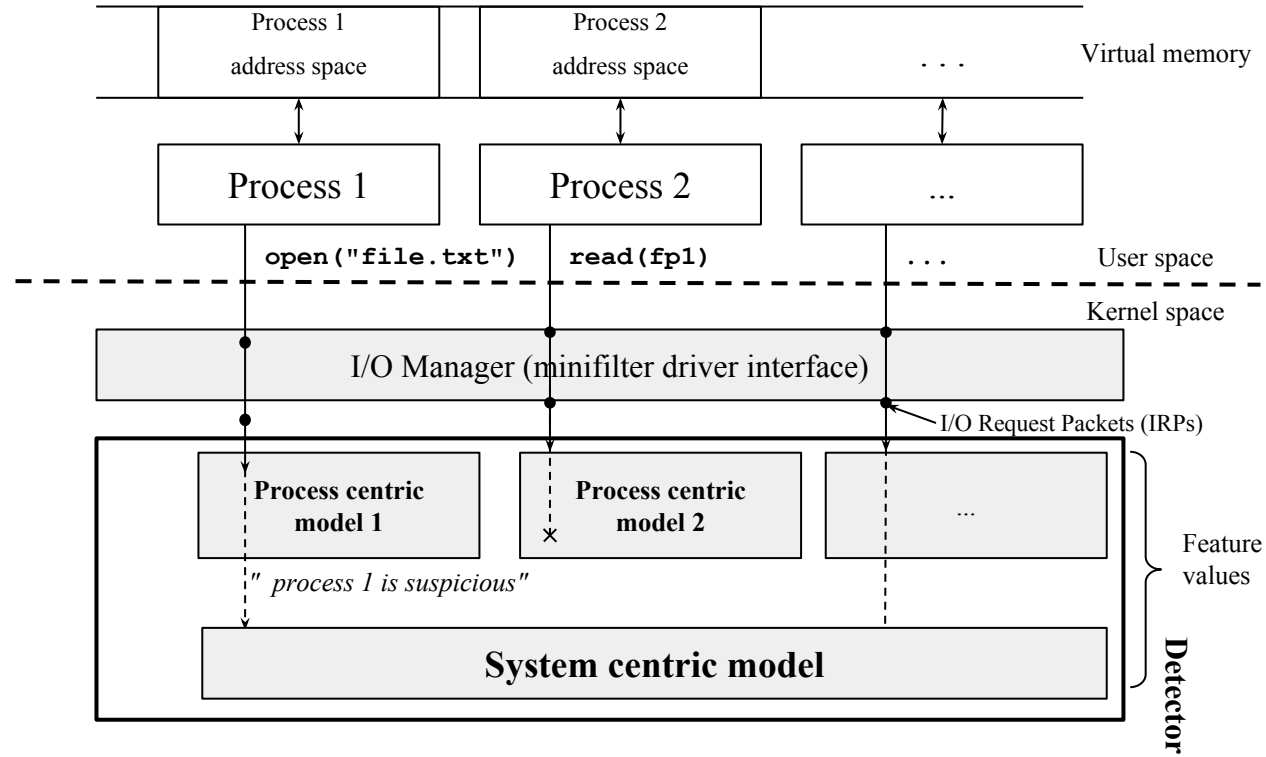 Process 1
address space
Process 2
address space
. . .
Virtual memory
Process 1
Process 2
...
open("file.txt")
read(fp1)
...
User space
Kernel space
I/O Manager (minifilter driver interface)
I/O Request Packets (IRPs)
Process centric
model 1
Process centric
model 2
...
Feature
values
" process 1 is suspicious"
System centric model
Detector